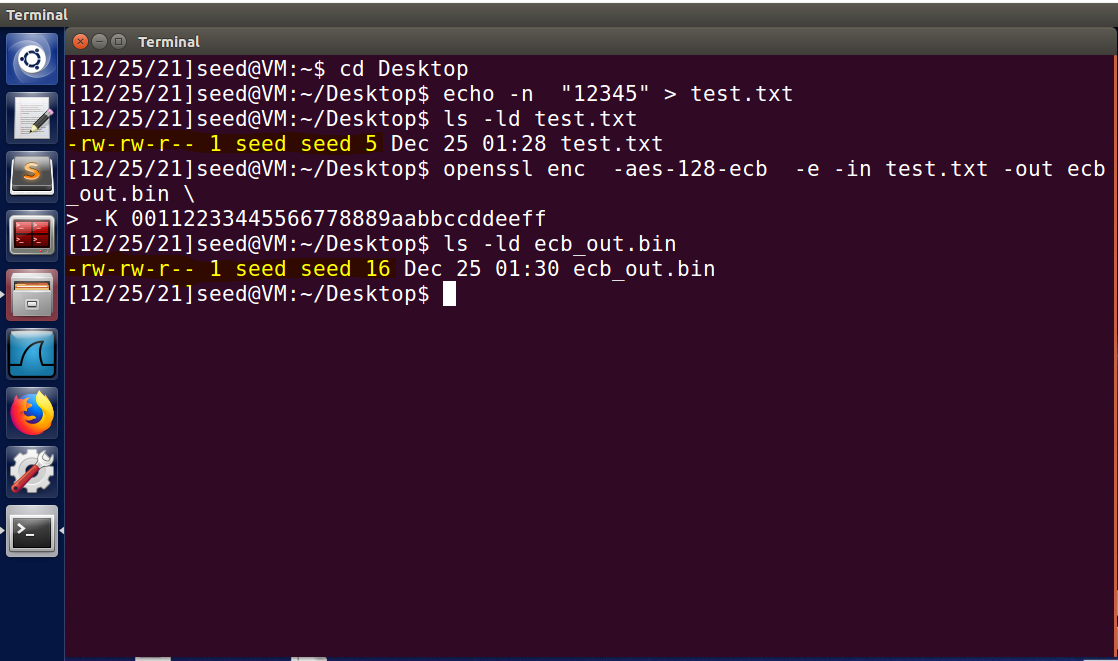 Terminal
Terminal
[12/25/21]seed@VM:~$ cd Desktop
[12/25/21]seed@VM:~/Desktop$ echo -n  "12345" > test.txt
[12/25/21]seed@VM:~/Desktop$ ls -ld test.txt
-rw-rw-r-- 1 seed seed 5 Dec 25 01:28 test.txt
[12/25/21]seed@VM:~/Desktop$ openssl enc  -aes-128-ecb  -e -in test.txt -out ecb
_out.bin \
> -K 00112233445566778889aabbccddeeff
[12/25/21]seed@VM:~/Desktop$ ls -ld ecb_out.bin
-rw-rw-r-- 1 seed seed 16 Dec 25 01:30 ecb_out.bin
[12/25/21]seed@VM:~/Desktop$